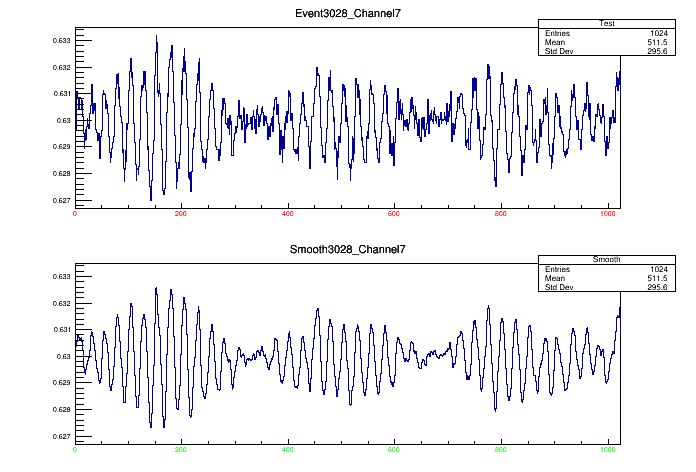 Event3028_Channel7
Test
Entries 1024
Mean 511.5
Std Dev 295.6
0.633
0.632
0.631
0.63
0.629
0.628
0.627
0 200 400 600 800 1000
Smooth3028_Channel7
Smooth
Entries 1024
Mean 511.5
Std Dev 295.6
0.633
0.632
0.631
0.63
0.629
0.628
0.627
0 200 400 600 800 1000